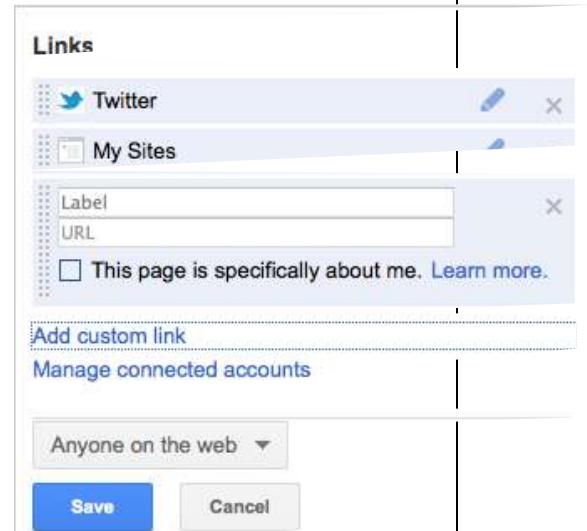 Links
Twitter
My Sites
Label
URL
This page is specifically about me. Learn more.
Add custom link
Manage connected accounts
Anyone on the web
Save Cancel